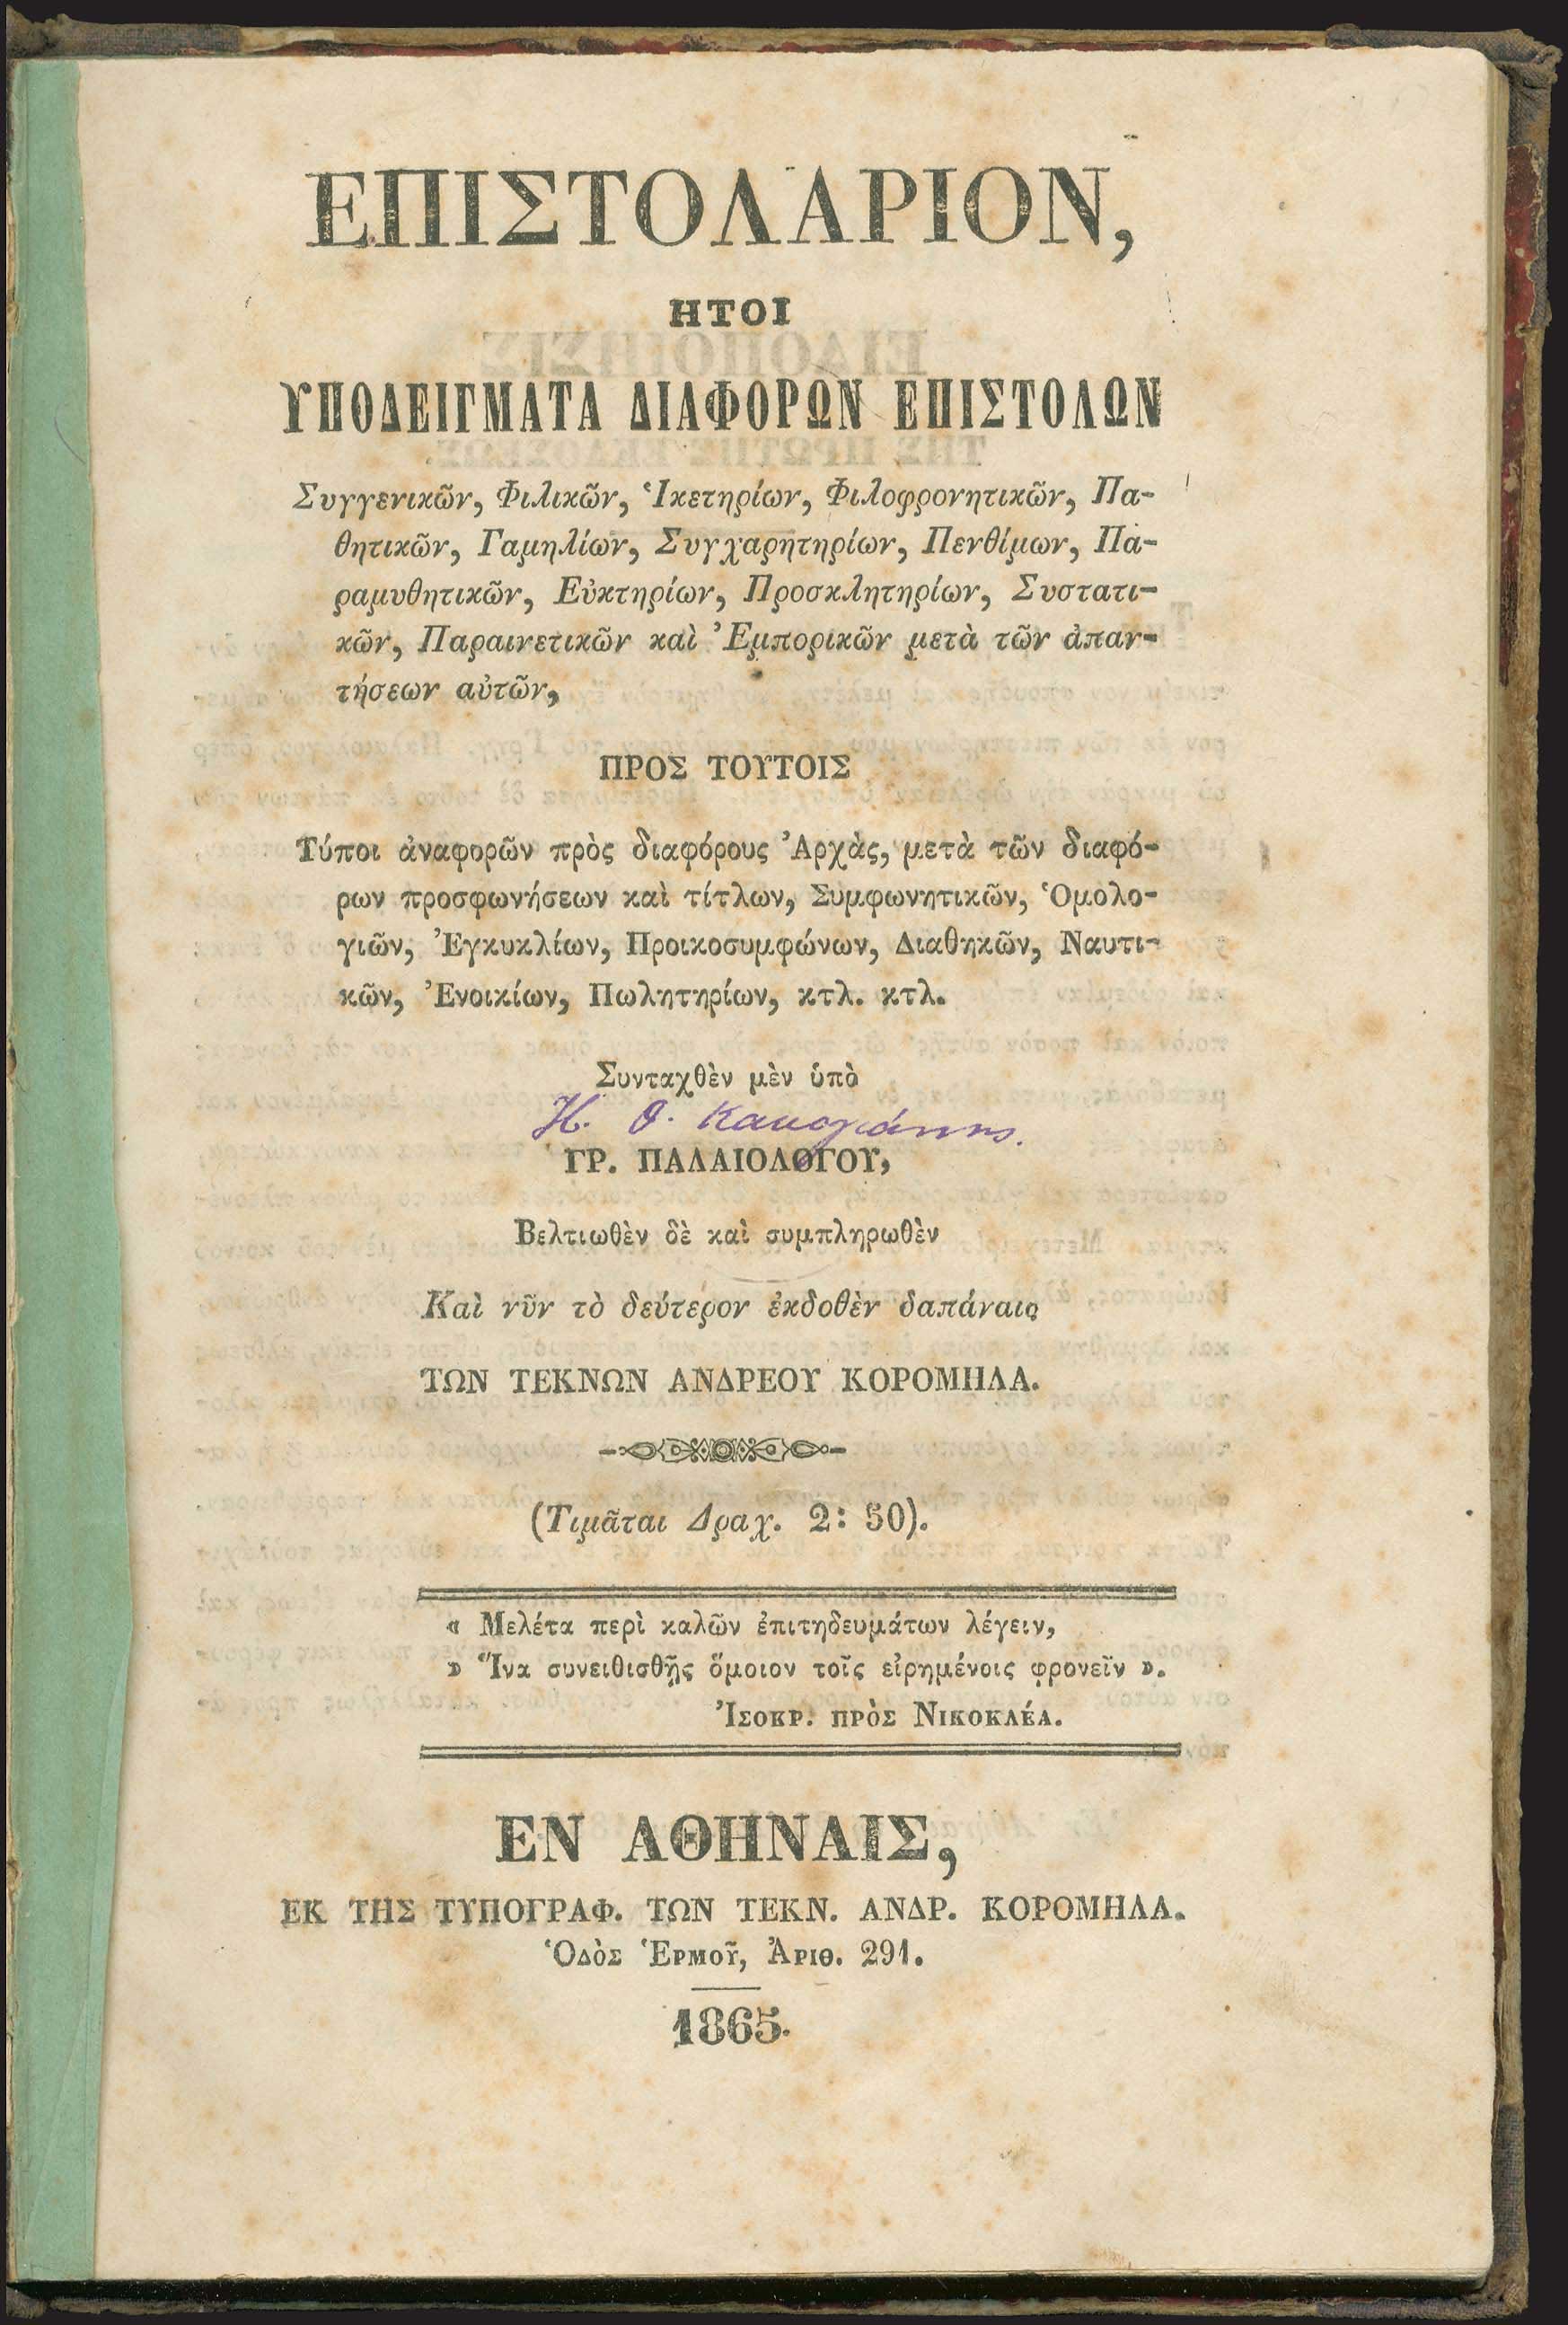 ΕΠΙΣΤΟΛΑΡΙΟΝ,
ΗΤΟΙ
ΥΠΟΔΕΙΓΜΑΤΑ ΔΙΑΦΟΡΩΝ ΕΠΙΣΤΟΛΩΝ
Συγγενικῶν, Φιλικῶν, Ἱκετηρίων, Φιλοφρονητικῶν, Πα-
θητικῶν, Γαμηλίων, Συγχαρητηρίων, Πενθίμων, Πα-
ραμυθητικῶν, Εὐκτηρίων, Προσκλητηρίων, Συστατι-
κῶν, Παραινετικῶν καὶ Ἐμπορικῶν μετὰ τῶν ἀπαν-
τήσεων αὐτῶν,
ΠΡΟΣ ΤΟΥΤΟΙΣ
Τύποι ἀναφορῶν πρὸς διαφόρους Ἀρχὰς, μετὰ τῶν διαφό-
ρων προσφωνήσεων καὶ τίτλων, Συμφωνητικῶν, Ὁμολο-
γιῶν, Ἐγκυκλίων, Προικοσυμφώνων, Διαθηκῶν, Ναυτι-
κῶν, Ἐνοικίων, Πωλητηρίων, κτλ. κτλ.
Συνταχθὲν μὲν ὑπὸ
ΓΡ. ΠΑΛΑΙΟΛΟΓΟΥ,
Βελτιωθὲν δὲ καὶ συμπληρωθὲν
Καὶ νῦν τὸ δεύτερον ἐκδοθὲν δαπάναις
ΤΩΝ ΤΕΚΝΩΝ ΑΝΔΡΕΟΥ ΚΟΡΟΜΗΛΑ.
(Τιμᾶται Δραχ. 2: 50).
« Μελέτα περὶ καλῶν ἐπιτηδευμάτων λέγειν,
» Ἵνα συνειθισθῇς ὅμοιον τοῖς εἰρημένοις φρονεῖν ».
Ἰσοκρ. πρὸς Νικοκλέα.
ΕΝ ΑΘΗΝΑΙΣ,
ΕΚ ΤΗΣ ΤΥΠΟΓΡΑΦ. ΤΩΝ ΤΕΚΝ. ΑΝΔΡ. ΚΟΡΟΜΗΛΑ.
Ὁδὸς Ἑρμοῦ, Ἀριθ. 291.
1865.